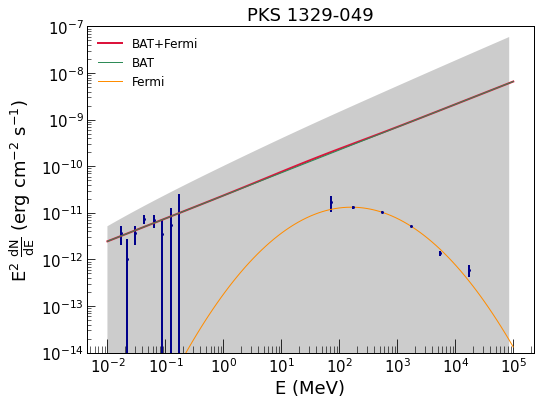 PKS 1329-049
BAT+Fermi
BAT
Fermi
E² dN/dE (erg cm⁻² s⁻¹)
10⁻⁷
10⁻⁸
10⁻⁹
10⁻¹⁰
10⁻¹¹
10⁻¹²
10⁻¹³
10⁻¹⁴
10⁻² 10⁻¹ 10⁰ 10¹ 10² 10³ 10⁴ 10⁵
E (MeV)